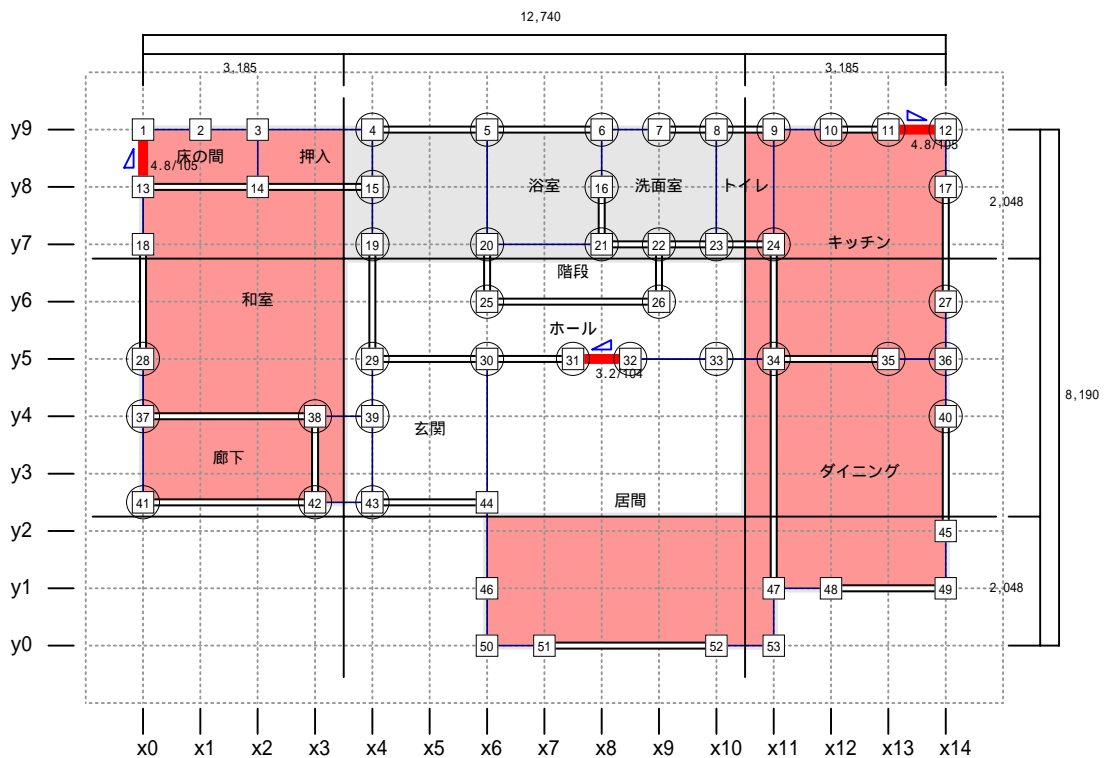 12,740
3,185
3,185
y9
1 2 3 4 5 6 7 8 9 10 11 12
床の間
押入
4.8/105
4.8/105
y8
13 14 15 16 17
浴室
洗面室
トイレ
2,048
y7
18 19 20 21 22 23 24
キッチン
階段
y6
和室
25 26 27
ホール
y5
28 29 30 31 32 33 34 35 36
3.2/104
y4
37 38 39 40
8,190
玄関
廊下
y3
ダイニング
41 42 43 44
居間
y2
45
y1
46 47 48 49
2,048
y0
50 51 52 53
x0 x1 x2 x3 x4 x5 x6 x7 x8 x9 x10 x11 x12 x13 x14